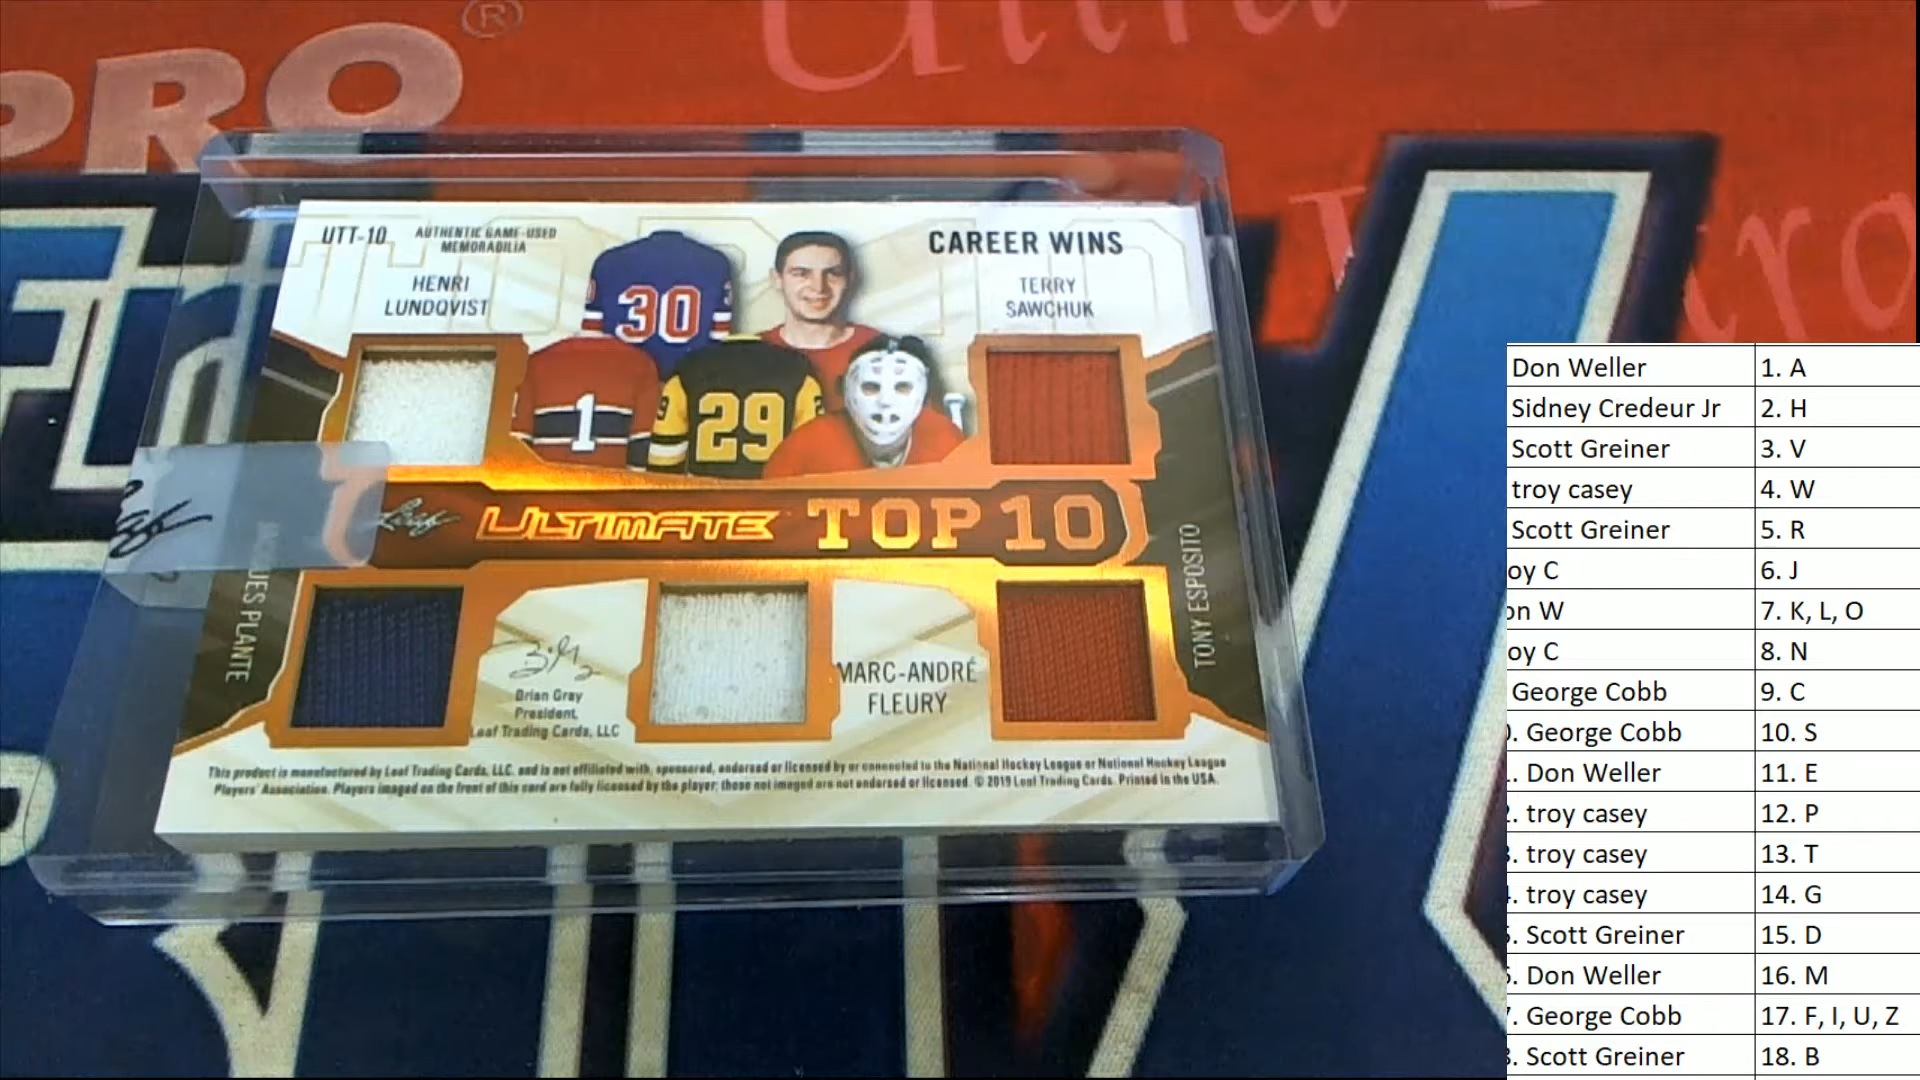 PRO
®
UTT-10
AUTHENTIC GAME-USED
MEMORABILIA
CAREER WINS
HENRI
LUNDQVIST
TERRY
SAWCHUK
30
1
29
Leaf ULTIMATE TOP 10
JACQUES PLANTE
TONY ESPOSITO
MARC-ANDRÉ
FLEURY
Brian Gray
President,
Leaf Trading Cards, LLC
This product is manufactured by Leaf Trading Cards, LLC. and is not affiliated with, sponsored, endorsed or licensed by or connected to the National Hockey League or National Hockey League
Players' Association. Players imaged on the front of this card are fully licensed by the player; those not imaged are not endorsed or licensed. © 2019 Leaf Trading Cards. Printed in the USA.
Don Weller 1. A
Sidney Credeur Jr 2. H
Scott Greiner 3. V
troy casey 4. W
Scott Greiner 5. R
oy C 6. J
on W 7. K, L, O
oy C 8. N
George Cobb 9. C
. George Cobb 10. S
. Don Weller 11. E
. troy casey 12. P
. troy casey 13. T
. troy casey 14. G
. Scott Greiner 15. D
. Don Weller 16. M
. George Cobb 17. F, I, U, Z
. Scott Greiner 18. B